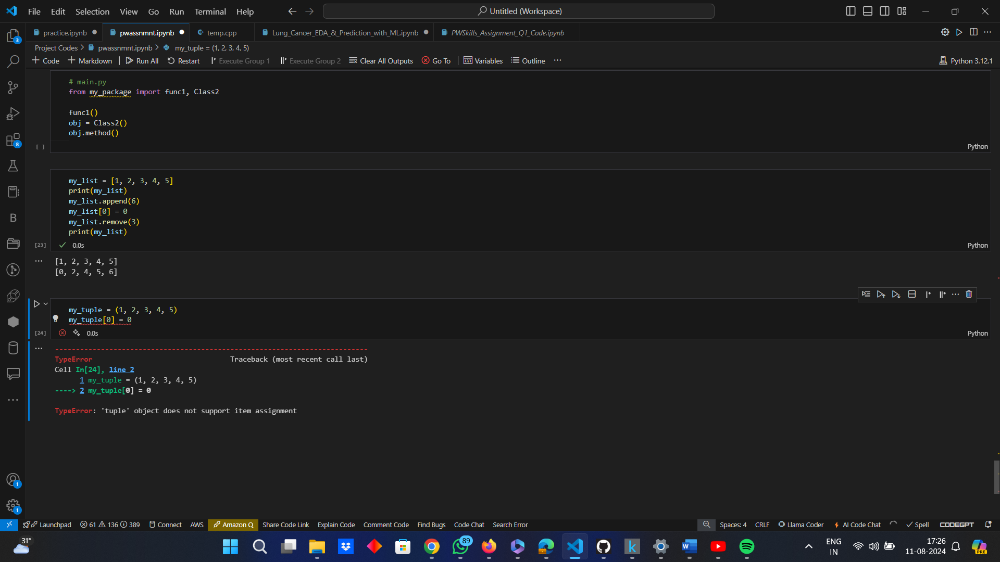 File Edit Selection View Go Run Terminal Help
Untitled (Workspace)
practice.ipynb
pwassnmnt.ipynb
temp.cpp
Lung_Cancer_EDA_&_Prediction_with_ML.ipynb
PWSkills_Assignment_Q1_Code.ipynb
Project Codes > pwassnmnt.ipynb > my_tuple = (1, 2, 3, 4, 5)
+ Code + Markdown | Run All Restart Execute Group 1 Execute Group 2 Clear All Outputs Go To | Variables Outline ...
Python 3.12.1
# main.py
from my_package import func1, Class2
func1()
obj = Class2()
obj.method()
[ ]
Python
my_list = [1, 2, 3, 4, 5]
print(my_list)
my_list.append(6)
my_list[0] = 0
my_list.remove(3)
print(my_list)
[23] 0.0s
Python
[1, 2, 3, 4, 5]
[0, 2, 4, 5, 6]
my_tuple = (1, 2, 3, 4, 5)
my_tuple[0] = 0
[24] 0.0s
Python
---------------------------------------------------------------------------
TypeError Traceback (most recent call last)
Cell In[24], line 2
1 my_tuple = (1, 2, 3, 4, 5)
----> 2 my_tuple[0] = 0
TypeError: 'tuple' object does not support item assignment
3
8
B
1
1
Launchpad 61 136 389 Connect AWS Amazon Q Share Code Link Explain Code Comment Code Find Bugs Code Chat Search Error
Spaces: 4 CRLF Llama Coder AI Code Chat Spell CODEGPT
31°
89
k
W
ENG
IN
17:26
11-08-2024
PRE